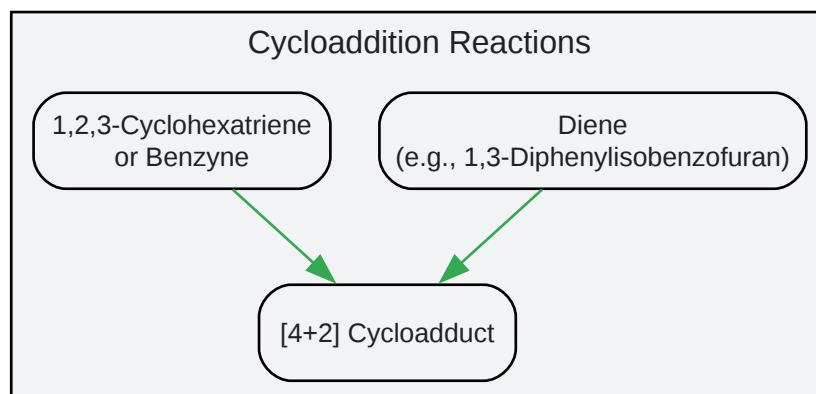 Cycloaddition Reactions
1,2,3-Cyclohexatriene
or Benzyne
Diene
(e.g., 1,3-Diphenylisobenzofuran)
[4+2] Cycloadduct